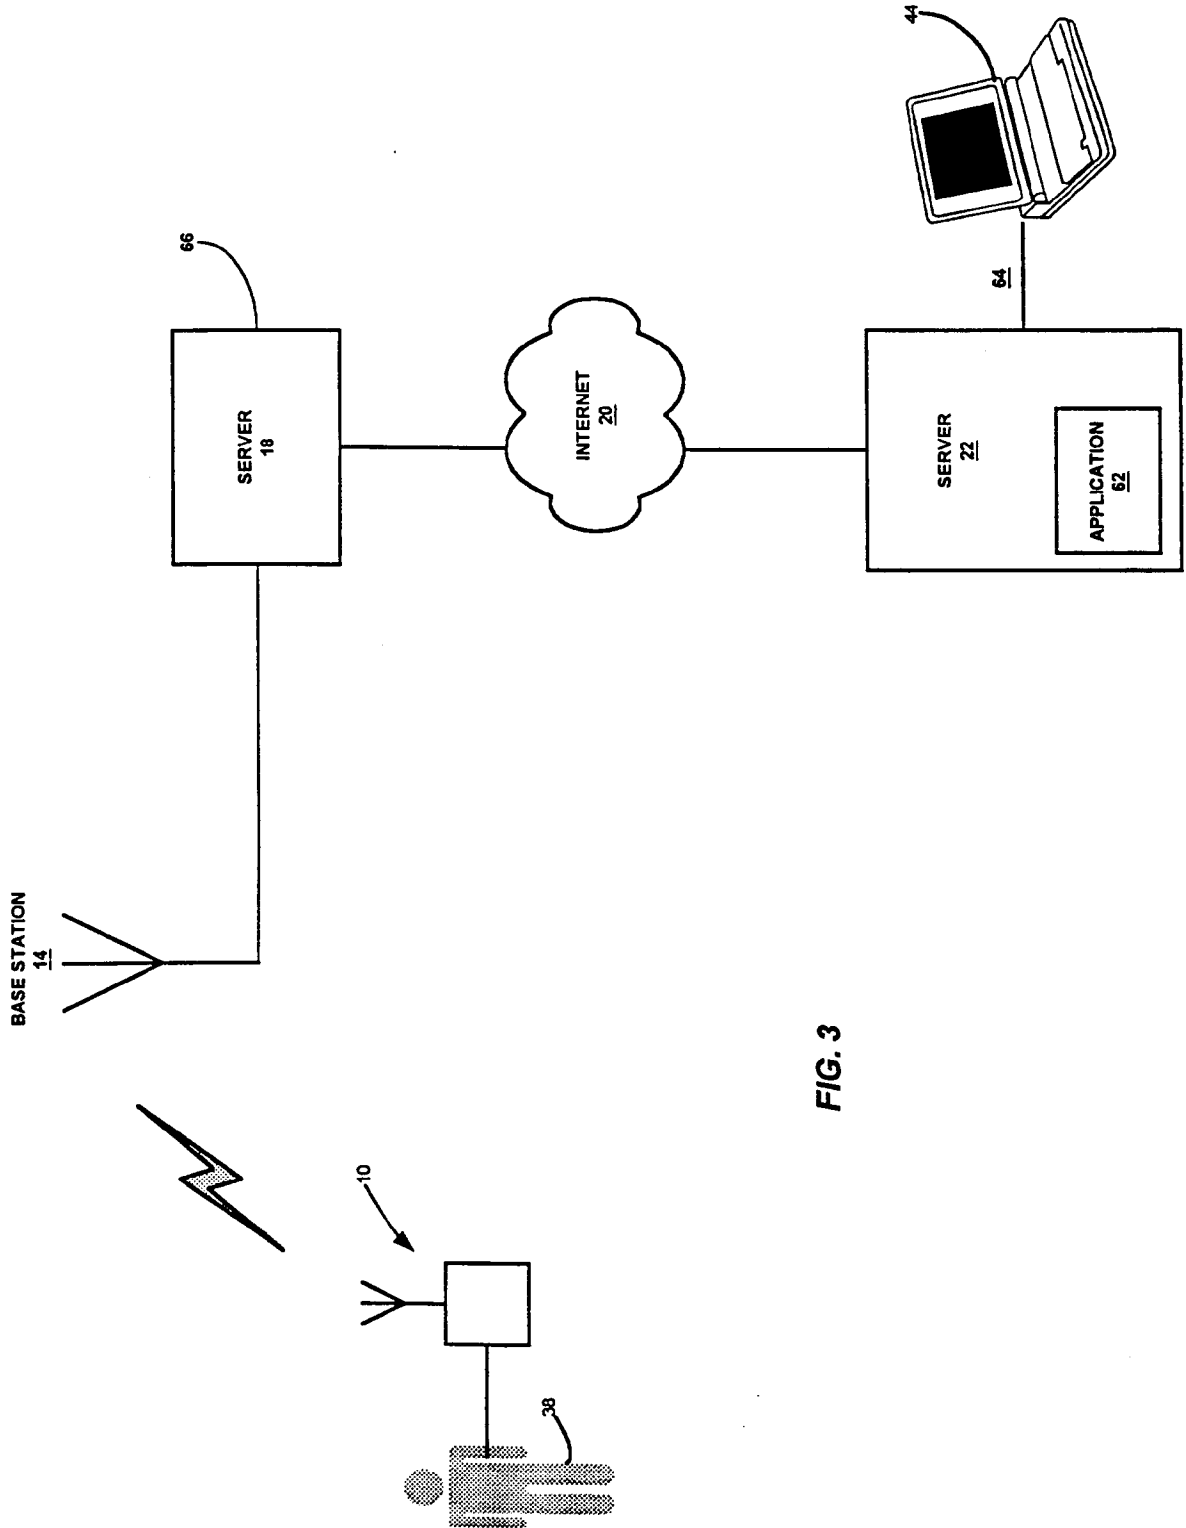 BASE STATION
14
66
SERVER
18
10
38
INTERNET
20
44
64
SERVER
22
APPLICATION
62
FIG. 3